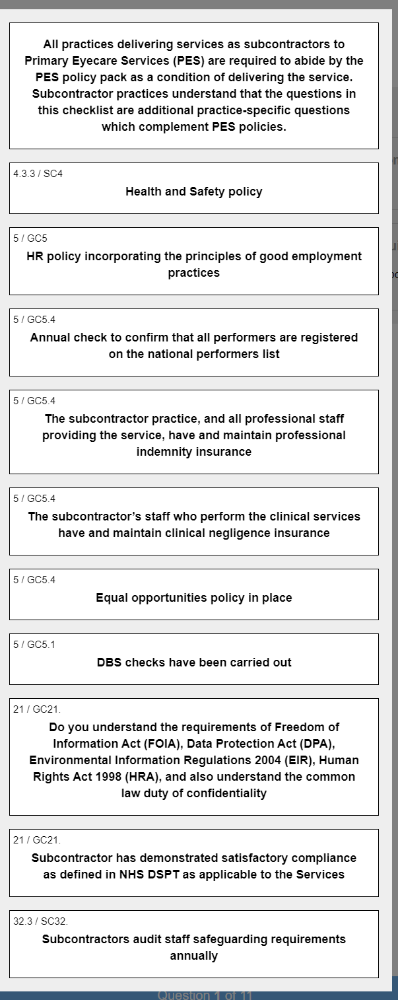 All practices delivering services as subcontractors to
Primary Eyecare Services (PES) are required to abide by the
PES policy pack as a condition of delivering the service.
Subcontractor practices understand that the questions in
this checklist are additional practice-specific questions
which complement PES policies.
4.3.3 / SC4
Health and Safety policy
5 / GC5
HR policy incorporating the principles of good employment
practices
5 / GC5.4
Annual check to confirm that all performers are registered
on the national performers list
5 / GC5.4
The subcontractor practice, and all professional staff
providing the service, have and maintain professional
indemnity insurance
5 / GC5.4
The subcontractor’s staff who perform the clinical services
have and maintain clinical negligence insurance
5 / GC5.4
Equal opportunities policy in place
5 / GC5.1
DBS checks have been carried out
21 / GC21.
Do you understand the requirements of Freedom of
Information Act (FOIA), Data Protection Act (DPA),
Environmental Information Regulations 2004 (EIR), Human
Rights Act 1998 (HRA), and also understand the common
law duty of confidentiality
21 / GC21.
Subcontractor has demonstrated satisfactory compliance
as defined in NHS DSPT as applicable to the Services
32.3 / SC32.
Subcontractors audit staff safeguarding requirements
annually
Question 1 of 11